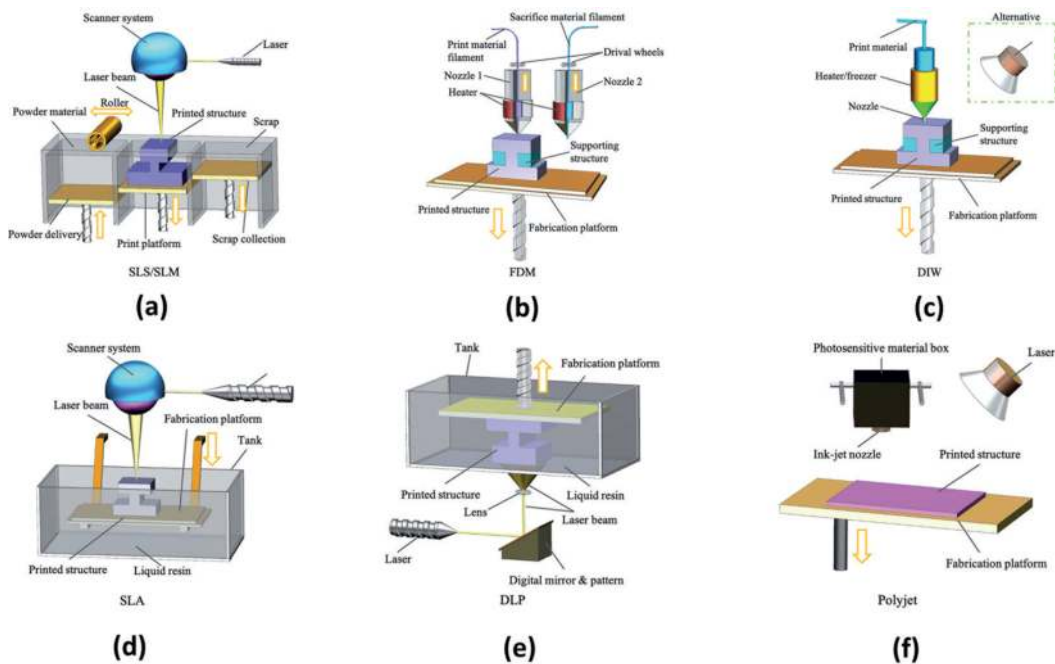 Scanner system
Laser
Laser beam
Roller
Powder material
Printed structure
Scrap
Powder delivery
Print platform
Scrap collection
SLS/SLM
(a)
Sacrifice material filament
Print material
filament
Drival wheels
Nozzle 1
Nozzle 2
Heater
Supporting
structure
Printed structure
Fabrication platform
FDM
(b)
Alternative
Print material
Heater/freezer
Nozzle
Supporting
structure
Printed structure
Fabrication platform
DIW
(c)
Scanner system
Laser beam
Fabrication platform
Tank
Printed structure
Liquid resin
SLA
(d)
Tank
Fabrication platform
Printed structure
Liquid resin
Lens
Laser beam
Laser
Digital mirror & pattern
DLP
(e)
Photosensitive material box
Laser
Ink-jet nozzle
Printed structure
Fabrication platform
Polyjet
(f)